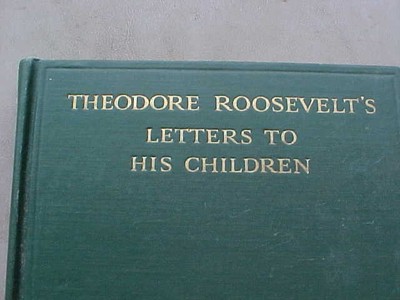 THEODORE ROOSEVELT'S
LETTERS TO
HIS CHILDREN